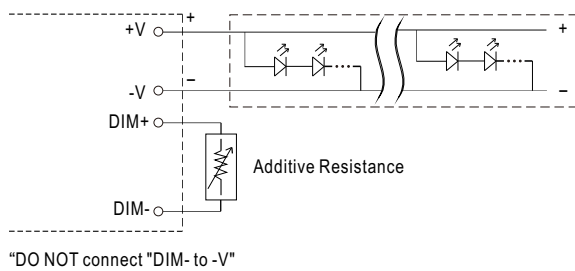 +V
+
+
-V
−
−
DIM+
Additive Resistance
DIM-
“DO NOT connect "DIM- to -V"